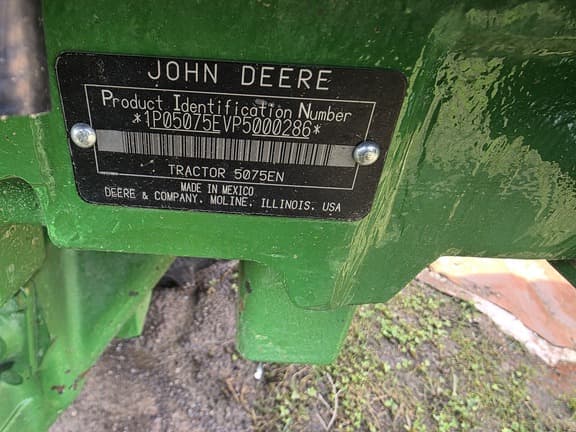 JOHN DEERE
Product Identification Number
*1P05075EVP5000286*
TRACTOR 5075EN
MADE IN MEXICO
DEERE & COMPANY, MOLINE, ILLINOIS, USA